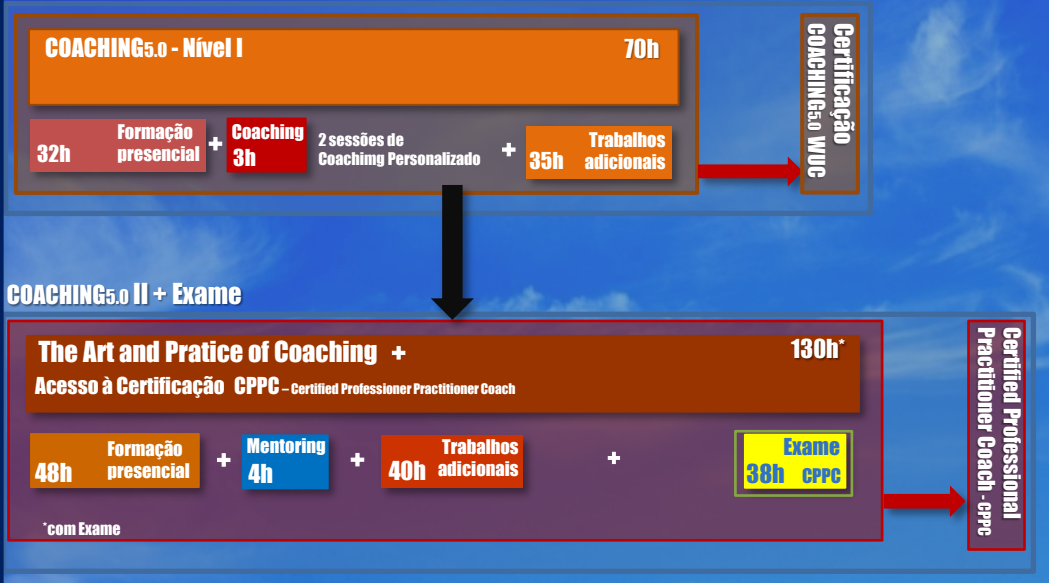 COACHING5.0 - Nível I
70h
32h
Formação
presencial
+
Coaching
3h
2 sessões de
Coachimg Personalizado
+
35h
Trabalhos
adicionais
Certificação
COACHING5.0 WUC
COACHING5.0 II + Exame
The Art and Pratice of Coaching +
130h*
Acesso à Certificação CPPC – Certified Professioner Practitioner Coach
48h
Formação
presencial
+
Mentoring
4h
+
40h
Trabalhos
adicionais
+
Exame
38h CPPC
*com Exame
Certified Professional
Practitioner Coach - CPPC